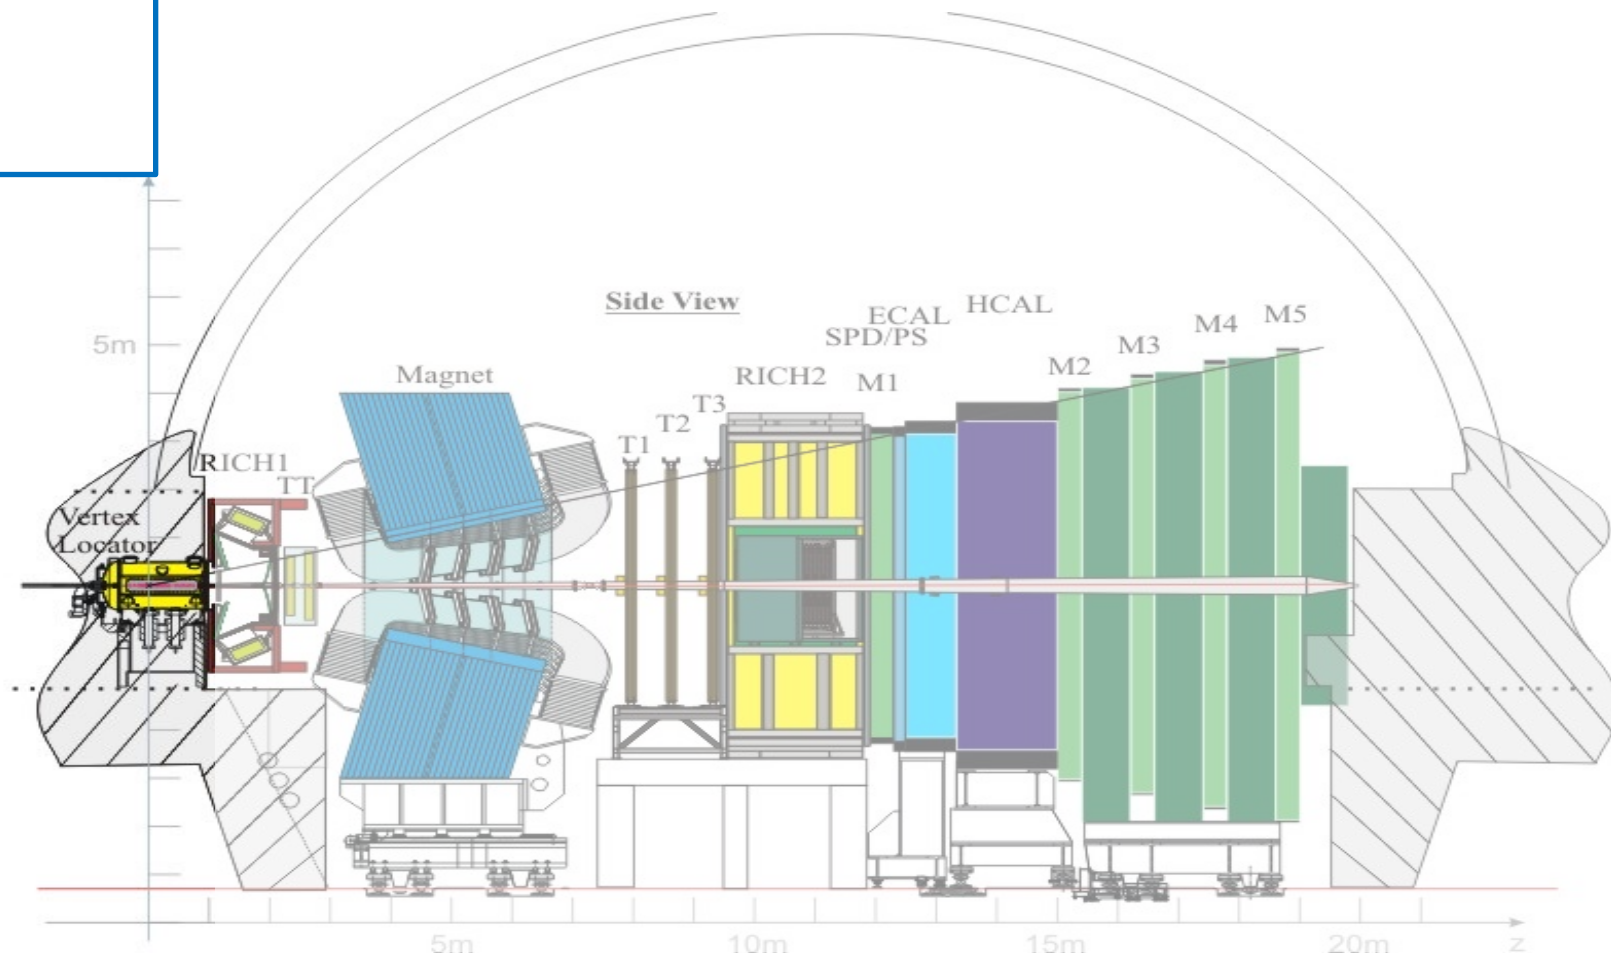 Side View
ECAL
HCAL
SPD/PS
M5
M4
M3
M2
M1
5m
Magnet
RICH2
T3
T2
T1
RICH1
TT
Vertex
Locator
5m
10m
15m
20m
z